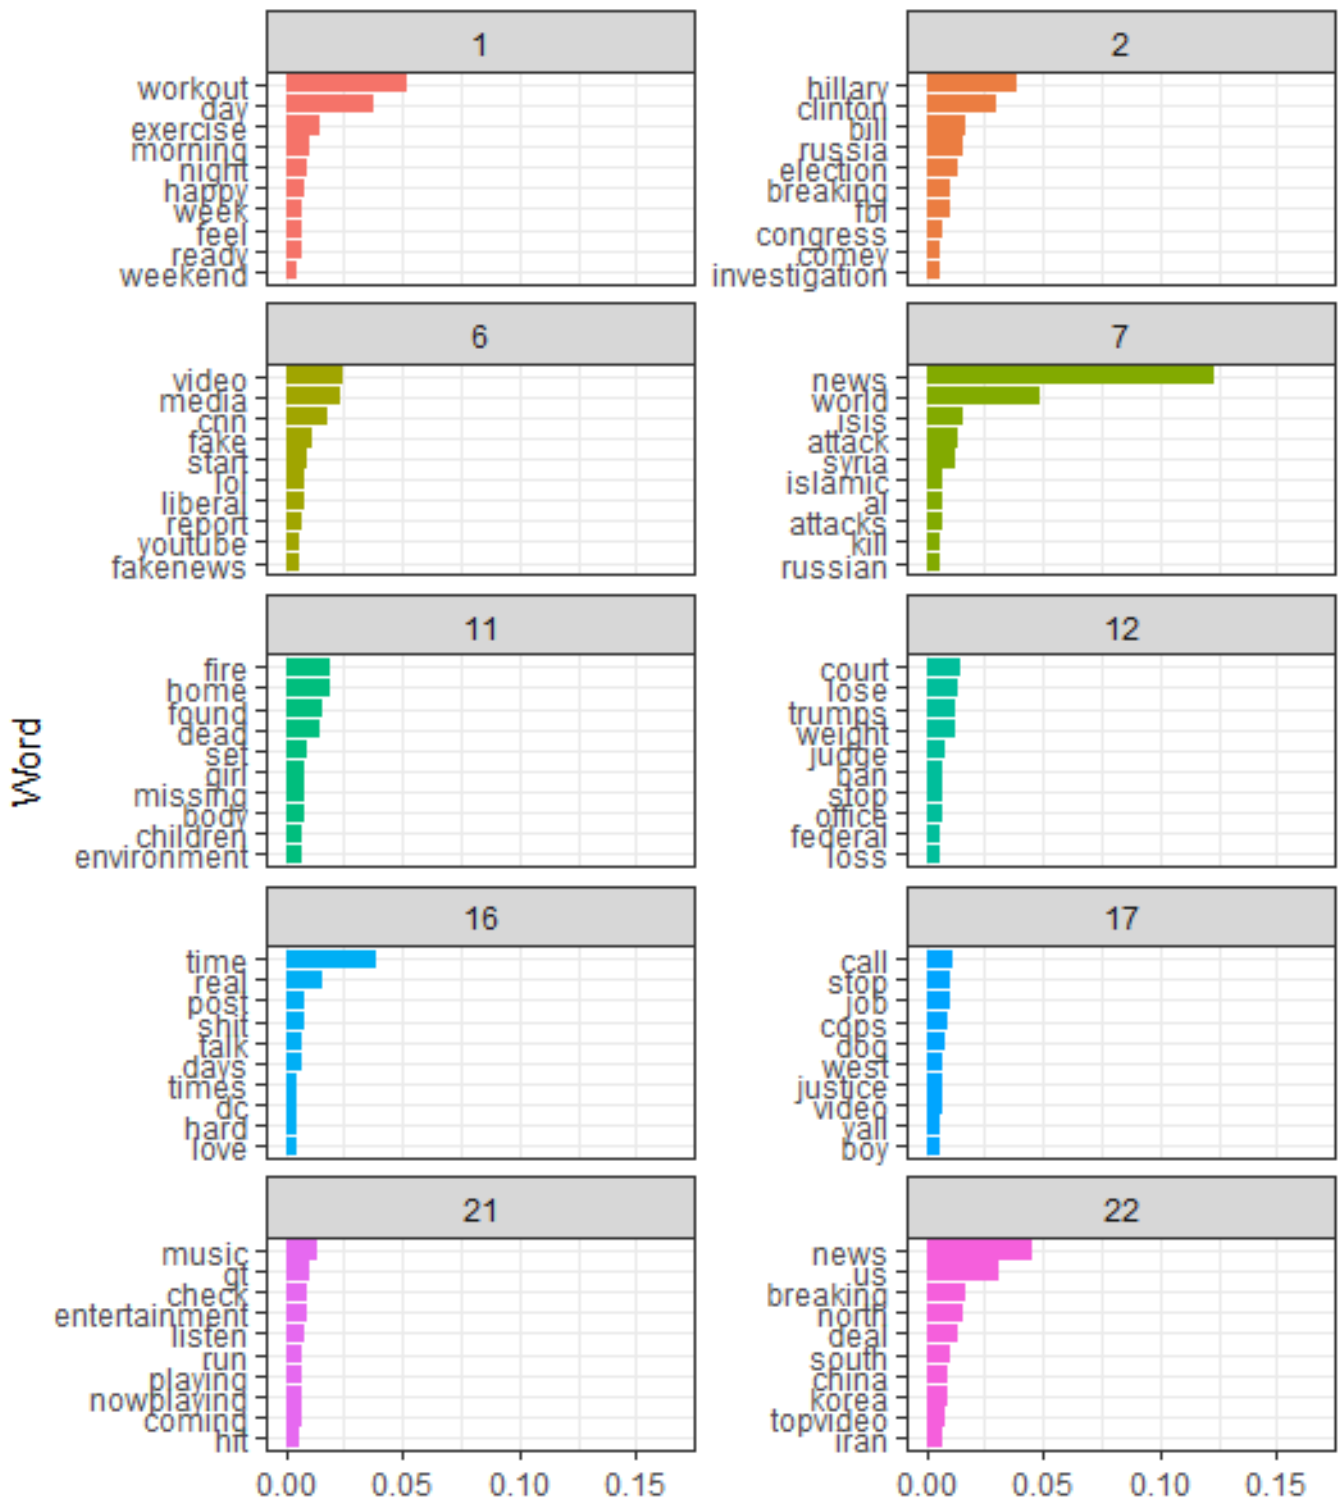 1
workout
day
exercise
morning
night
happy
week
feel
ready
weekend
2
hillary
clinton
bill
russia
election
breaking
fbi
congress
comey
investigation
6
video
media
cnn
fake
start
lol
liberal
report
youtube
fakenews
7
news
world
isis
attack
syria
islamic
al
attacks
kill
russian
Word
11
fire
home
found
dead
set
girl
missing
body
children
environment
12
court
lose
trumps
weight
judge
ban
stop
office
federal
loss
16
time
real
post
shit
talk
days
times
dc
hard
love
17
call
stop
job
cops
dog
west
justice
video
yall
boy
21
music
gt
check
entertainment
listen
run
playing
nowplaying
coming
hit
0.00 0.05 0.10 0.15
22
news
us
breaking
north
deal
south
china
korea
topvideo
iran
0.00 0.05 0.10 0.15